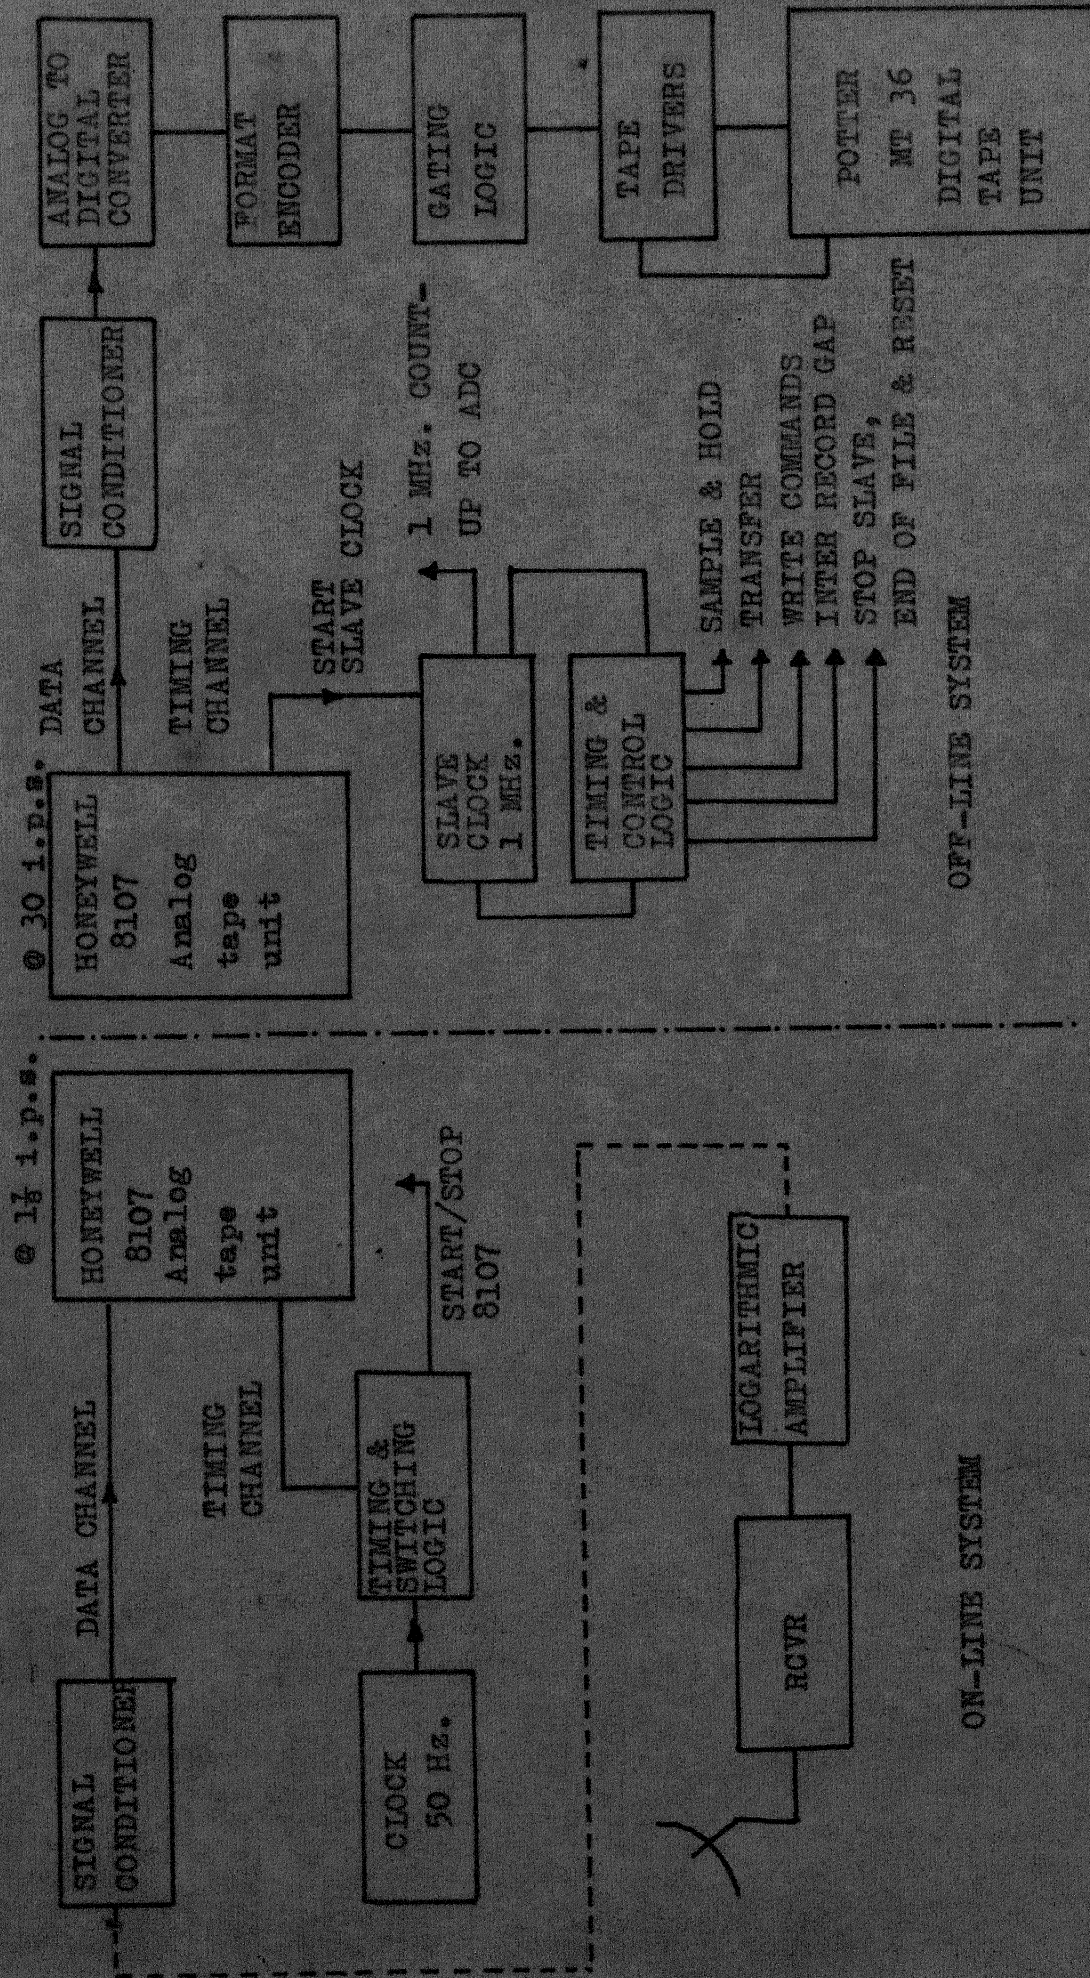 SIGNAL
CONDITIONER
DATA CHANNEL
@ 1⅞ i.p.s.
HONEYWELL
8107
Analog
tape
unit
TIMING
CHANNEL
CLOCK
50 Hz.
TIMING &
SWITCHING
LOGIC
START/STOP
8107
RCVR
LOGARITHMIC
AMPLIFIER
ON-LINE SYSTEM
@ 30 i.p.s.
HONEYWELL
8107
Analog
tape
unit
DATA
CHANNEL
TIMING
CHANNEL
SIGNAL
CONDITIONER
ANALOG TO
DIGITAL
CONVERTER
FORMAT
ENCODER
GATING
LOGIC
TAPE
DRIVERS
POTTER
MT 36
DIGITAL
TAPE
UNIT
START
SLAVE CLOCK
1 MHz. COUNT-
UP TO ADC
SLAVE
CLOCK
1 MHz.
TIMING &
CONTROL
LOGIC
SAMPLE & HOLD
TRANSFER
WRITE COMMANDS
INTER RECORD GAP
STOP SLAVE,
END OF FILE & RESET
OFF-LINE SYSTEM